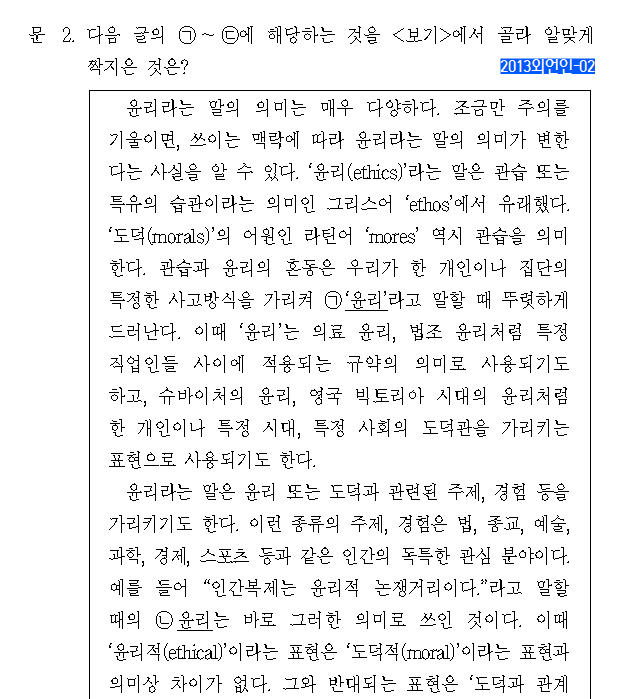 문 2. 다음 글의 ㉠~㉢에 해당하는 것을 <보기>에서 골라 알맞게
짝지은 것은?
2013외언인-02
윤리라는 말의 의미는 매우 다양하다. 조금만 주의를
기울이면, 쓰이는 맥락에 따라 윤리라는 말의 의미가 변한
다는 사실을 알 수 있다. ‘윤리(ethics)’라는 말은 관습 또는
특유의 습관이라는 의미인 그리스어 ‘ethos’에서 유래했다.
‘도덕(morals)’의 어원인 라틴어 ‘mores’ 역시 관습을 의미
한다. 관습과 윤리의 혼동은 우리가 한 개인이나 집단의
특정한 사고방식을 가리켜 ㉠‘윤리’라고 말할 때 뚜렷하게
드러난다. 이때 ‘윤리’는 의료 윤리, 법조 윤리처럼 특정
직업인들 사이에 적용되는 규약의 의미로 사용되기도
하고, 슈바이처의 윤리, 영국 빅토리아 시대의 윤리처럼
한 개인이나 특정 시대, 특정 사회의 도덕관을 가리키는
표현으로 사용되기도 한다.
윤리라는 말은 윤리 또는 도덕과 관련된 주제, 경험 등을
가리키기도 한다. 이런 종류의 주제, 경험은 법, 종교, 예술,
과학, 경제, 스포츠 등과 같은 인간의 독특한 관심 분야이다.
예를 들어 “인간복제는 윤리적 논쟁거리이다.”라고 말할
때의 ㉡윤리는 바로 그러한 의미로 쓰인 것이다. 이때
‘윤리적(ethical)’이라는 표현은 ‘도덕적(moral)’이라는 표현과
의미상 차이가 없다. 그와 반대되는 표현은 ‘도덕과 관계